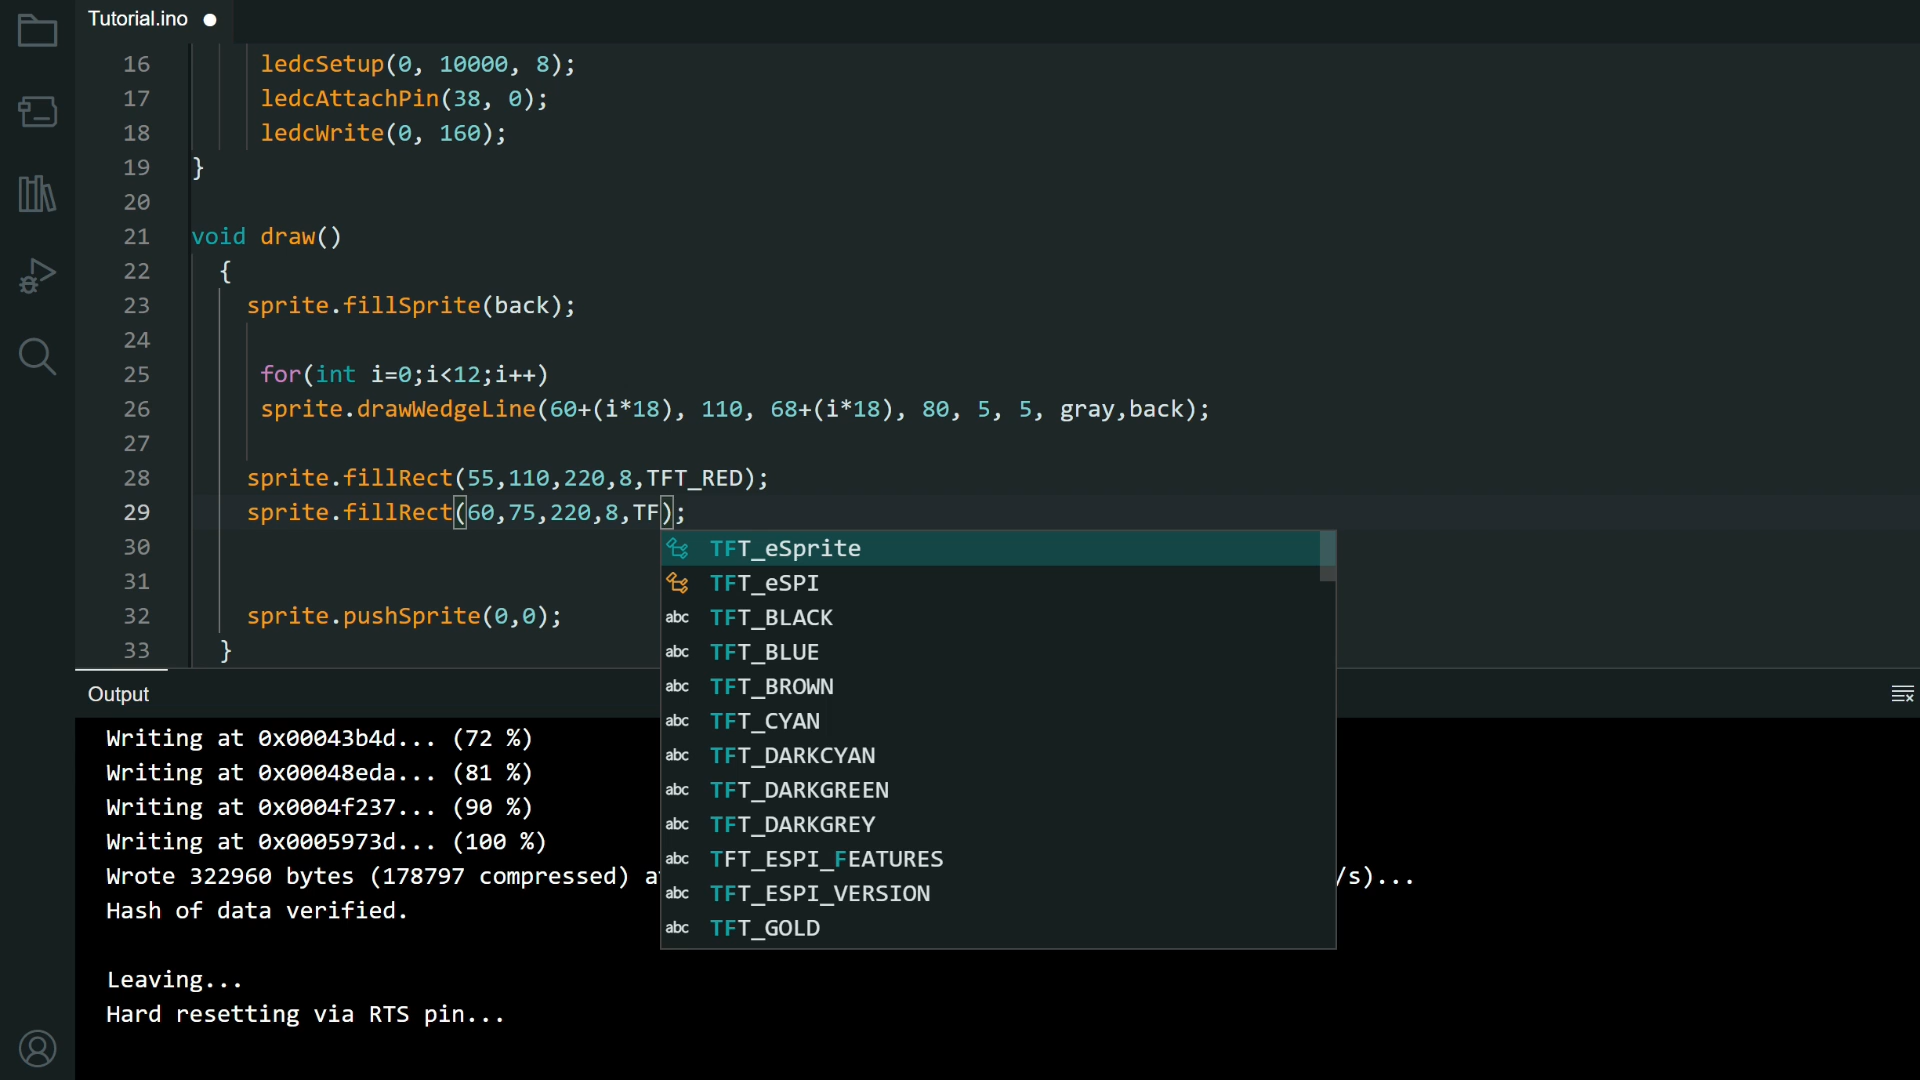 Tutorial.ino
16 ledcSetup(0, 10000, 8);
17 ledcAttachPin(38, 0);
18 ledcWrite(0, 160);
19 }
20
21 void draw()
22 {
23 sprite.fillSprite(back);
24
25 for(int i=0;i<12;i++)
26 sprite.drawWedgeLine(60+(i*18), 110, 68+(i*18), 80, 5, 5, gray,back);
27
28 sprite.fillRect(55,110,220,8,TFT_RED);
29 sprite.fillRect(60,75,220,8,TF);
30
31
32 sprite.pushSprite(0,0);
33 }
TFT_eSprite
TFT_eSPI
abc TFT_BLACK
abc TFT_BLUE
abc TFT_BROWN
abc TFT_CYAN
abc TFT_DARKCYAN
abc TFT_DARKGREEN
abc TFT_DARKGREY
abc TFT_ESPI_FEATURES
abc TFT_ESPI_VERSION
abc TFT_GOLD
Output
Writing at 0x00043b4d... (72 %)
Writing at 0x00048eda... (81 %)
Writing at 0x0004f237... (90 %)
Writing at 0x0005973d... (100 %)
Wrote 322960 bytes (178797 compressed) a /s)...
Hash of data verified.
Leaving...
Hard resetting via RTS pin...